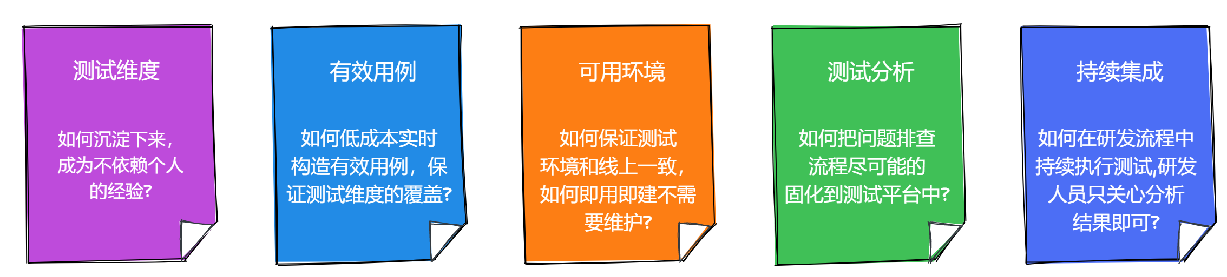 测试维度
如何沉淀下来，
成为不依赖个人
的经验?
有效用例
如何低成本实时
构造有效用例，保
证测试维度的覆盖?
可用环境
如何保证测试
环境和线上一致，
如何即用即建不需
要维护?
测试分析
如何把问题排查
流程尽可能的
固化到测试平台中?
持续集成
如何在研发流程中
持续执行测试,研发
人员只关心分析
结果即可?